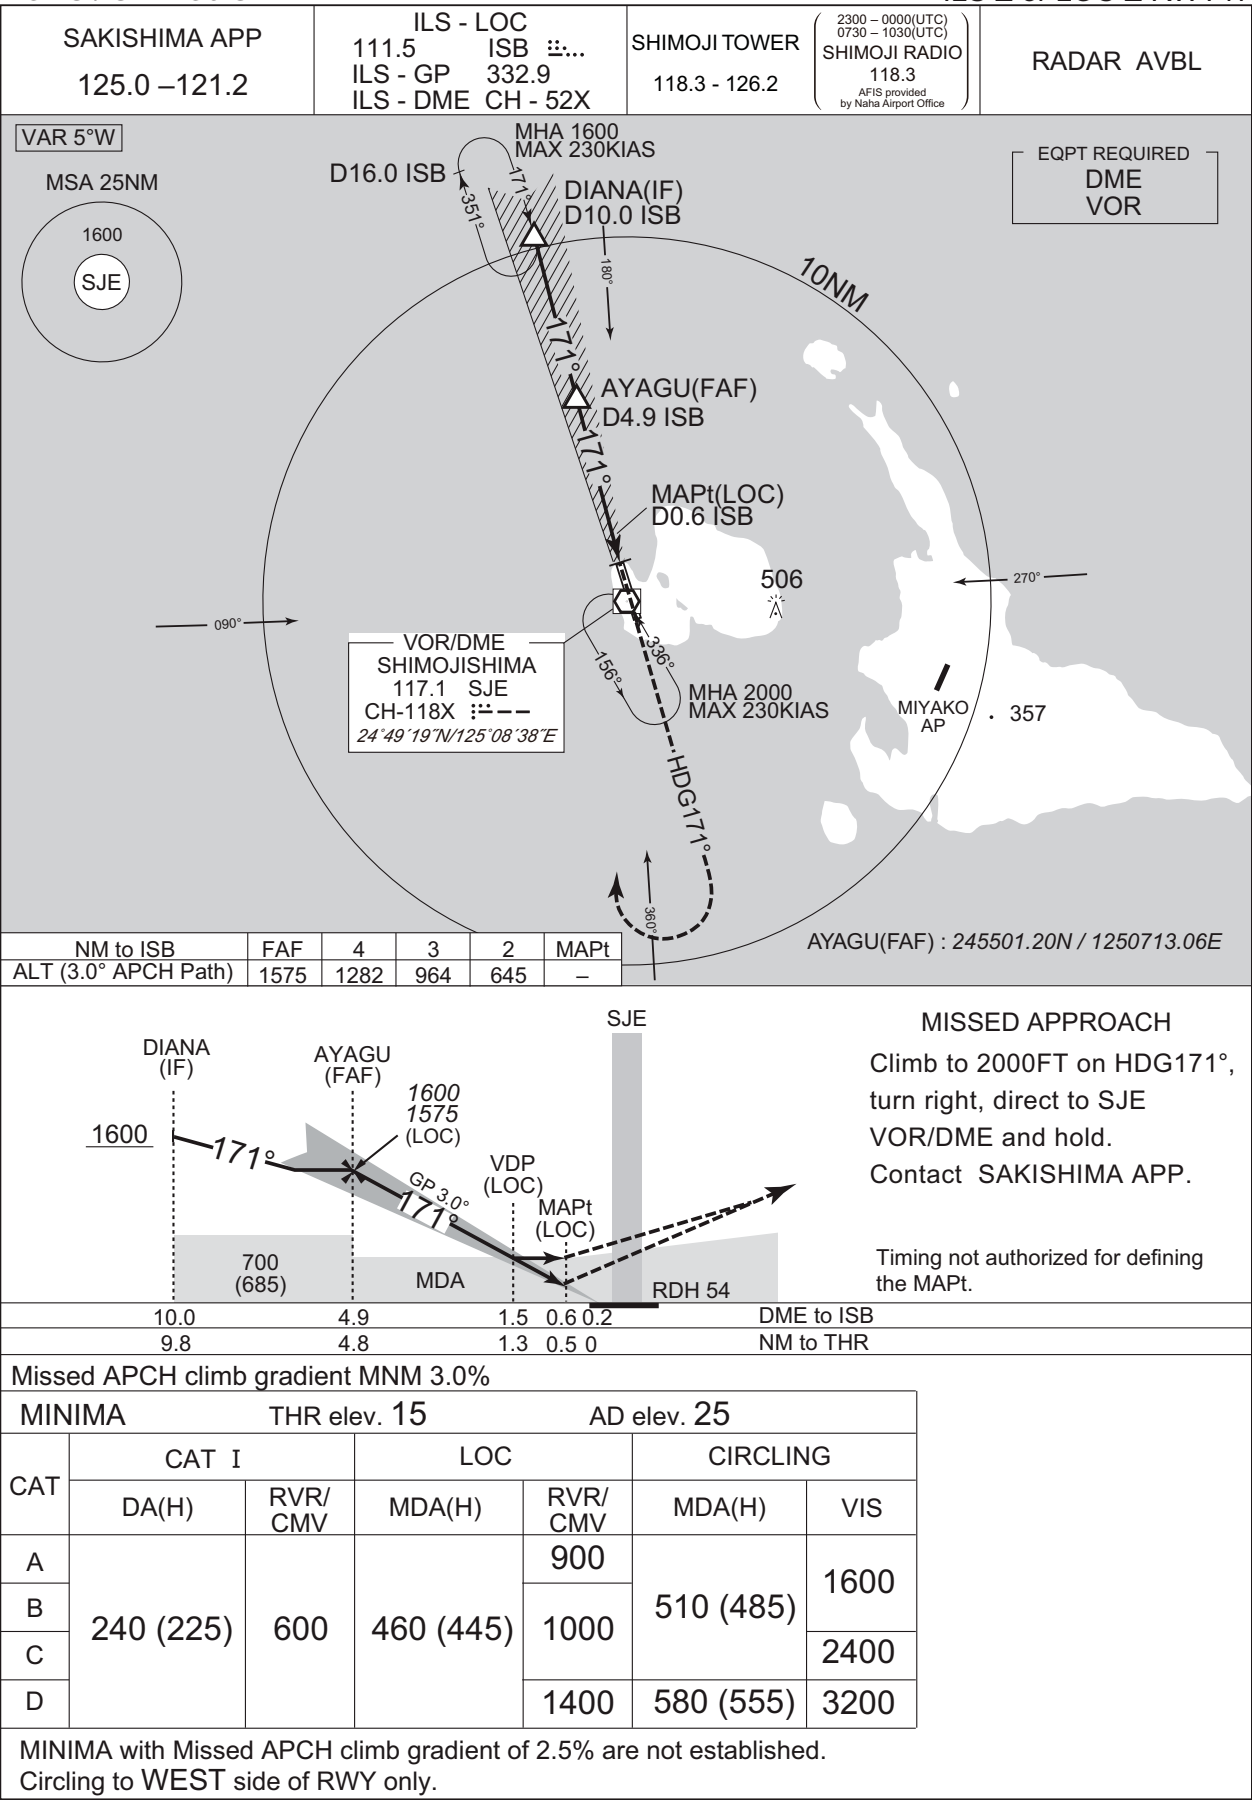 SAKISHIMA APP
125.0 –121.2
ILS - LOC
111.5 ISB
ILS - GP 332.9
ILS - DME CH - 52X
SHIMOJI TOWER
118.3 - 126.2
2300 – 0000(UTC)
0730 – 1030(UTC)
SHIMOJI RADIO
118.3
AFIS provided
by Naha Airport Office
RADAR AVBL
VAR 5°W
MSA 25NM
1600
SJE
MHA 1600
MAX 230KIAS
D16.0 ISB
171°
351°
DIANA(IF)
D10.0 ISB
EQPT REQUIRED
DME
VOR
180°
10NM
171°
AYAGU(FAF)
D4.9 ISB
171°
MAPt(LOC)
D0.6 ISB
506
270°
090°
VOR/DME
SHIMOJISHIMA
117.1 SJE
CH-118X
24°49´19˝N/125°08´38˝E
156°
336°
MHA 2000
MAX 230KIAS
MIYAKO
AP
357
HDG171°
360°
AYAGU(FAF) : 245501.20N / 1250713.06E
NM to ISB FAF 4 3 2 MAPt
ALT (3.0° APCH Path) 1575 1282 964 645 –
SJE
DIANA
(IF)
AYAGU
(FAF)
1600
1575
(LOC)
1600
171°
GP 3.0°
171°
VDP
(LOC)
MAPt
(LOC)
700
(685)
MDA
RDH 54
MISSED APPROACH
Climb to 2000FT on HDG171°,
turn right, direct to SJE
VOR/DME and hold.
Contact SAKISHIMA APP.
Timing not authorized for defining
the MAPt.
10.0 4.9 1.5 0.6 0.2 DME to ISB
9.8 4.8 1.3 0.5 0 NM to THR
Missed APCH climb gradient MNM 3.0%
MINIMA THR elev. 15 AD elev. 25
CAT
CAT I LOC CIRCLING
DA(H) RVR/
CMV MDA(H) RVR/
CMV MDA(H) VIS
A 900
B
C
D
240 (225) 600 460 (445) 1000 510 (485) 1600
2400
1400 580 (555) 3200
MINIMA with Missed APCH climb gradient of 2.5% are not established.
Circling to WEST side of RWY only.